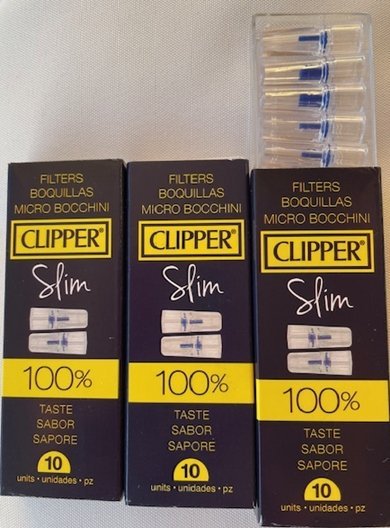 FILTERS
BOQUILLAS
MICRO BOCCHINI
CLIPPER®
Slim
100%
TASTE
SABOR
SAPORE
10
units · unidades · pz
FILTERS
BOQUILLAS
MICRO BOCCHINI
CLIPPER®
Slim
100%
TASTE
SABOR
SAPORE
10
units · unidades · pz
FILTERS
BOQUILLAS
MICRO BOCCHINI
CLIPPER®
Slim
100%
TASTE
SABOR
SAPORE
10
units · unidades · pz